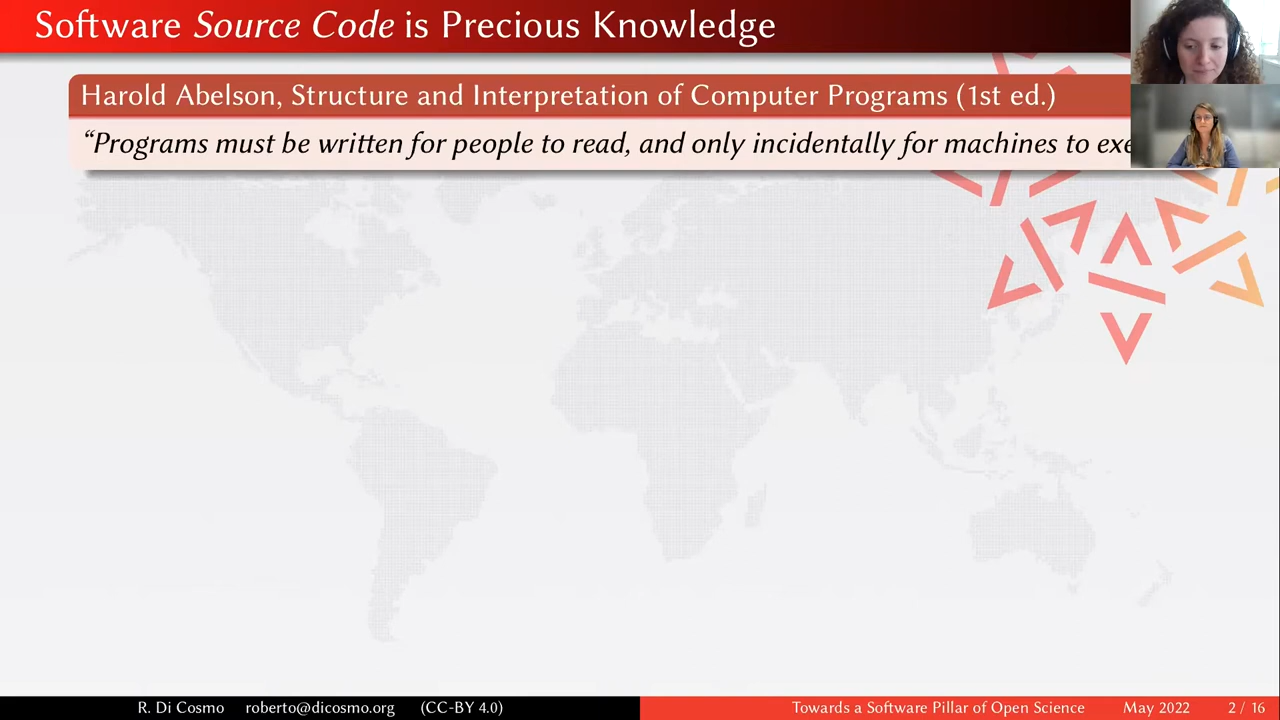 Software Source Code is Precious Knowledge
Harold Abelson, Structure and Interpretation of Computer Programs (1st ed.)
“Programs must be written for people to read, and only incidentally for machines to exe
R. Di Cosmo roberto@dicosmo.org (CC-BY 4.0) Towards a Software Pillar of Open Science May 2022 2 / 16